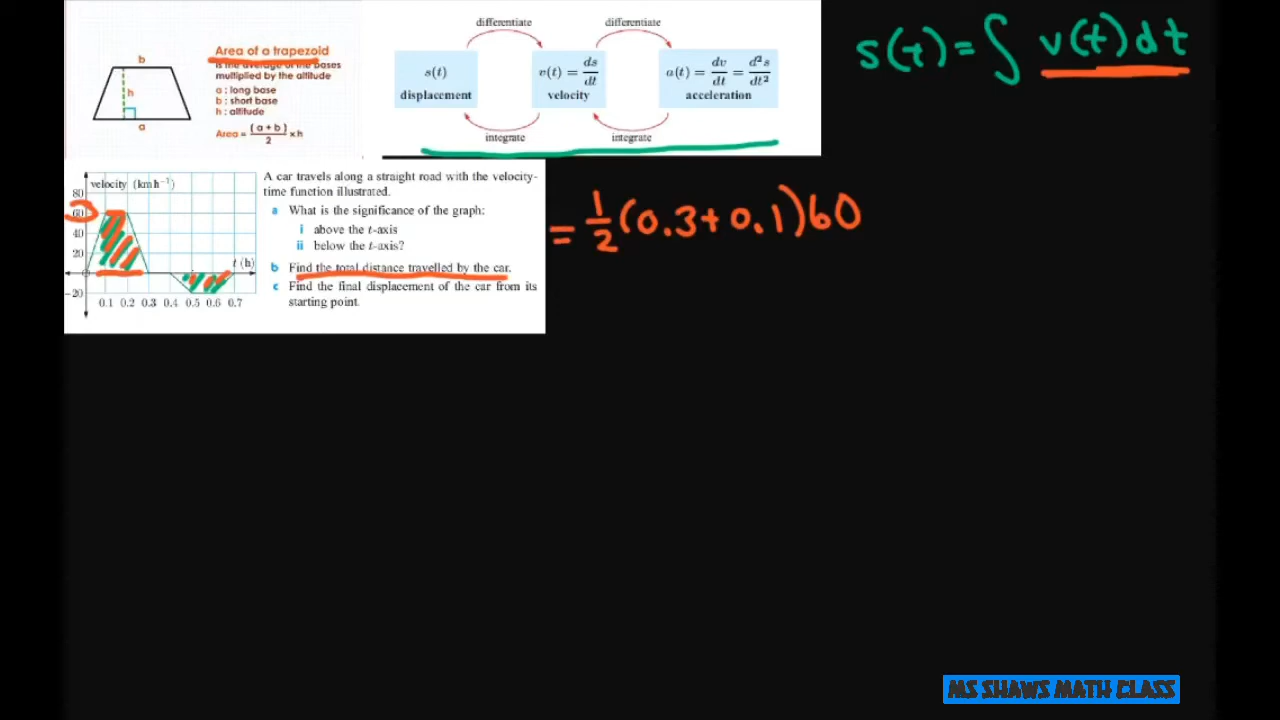 Area of a trapezoid
is the average of the bases
multiplied by the altitude
a : long base
b : short base
h : altitude
Area = (a + b)/2 x h
b
h
a
differentiate
differentiate
s(t)
displacement
v(t) = ds/dt
velocity
a(t) = dv/dt = d²s/dt²
acceleration
integrate
integrate
s(t) = ∫ v(t) dt
velocity (km h⁻¹)
80
60
40
20
-20
t (h)
0.1 0.2 0.3 0.4 0.5 0.6 0.7
A car travels along a straight road with the velocity-
time function illustrated.
a What is the significance of the graph:
i above the t-axis
ii below the t-axis?
b Find the total distance travelled by the car.
c Find the final displacement of the car from its
starting point.
= 1/2 (0.3 + 0.1) 60
MS SHAWS MATH CLASS